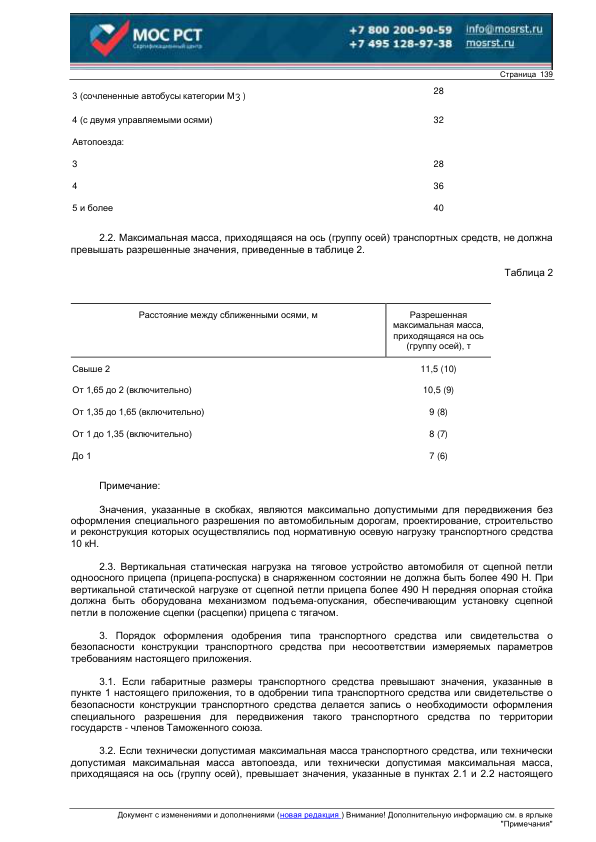 МОС РСТ
Сертификационный центр
+7 800 200-90-59 info@mosrst.ru
+7 495 128-97-38 mosrst.ru
Страница 139
3 (сочлененные автобусы категории М3 ) 28
4 (с двумя управляемыми осями) 32
Автопоезда:
3 28
4 36
5 и более 40
2.2. Максимальная масса, приходящаяся на ось (группу осей) транспортных средств, не должна
превышать разрешенные значения, приведенные в таблице 2.
Таблица 2
Расстояние между сближенными осями, м
Разрешенная
максимальная масса,
приходящаяся на ось
(группу осей), т
Свыше 2 11,5 (10)
От 1,65 до 2 (включительно) 10,5 (9)
От 1,35 до 1,65 (включительно) 9 (8)
От 1 до 1,35 (включительно) 8 (7)
До 1 7 (6)
Примечание:
Значения, указанные в скобках, являются максимально допустимыми для передвижения без
оформления специального разрешения по автомобильным дорогам, проектирование, строительство
и реконструкция которых осуществлялись под нормативную осевую нагрузку транспортного средства
10 кН.
2.3. Вертикальная статическая нагрузка на тяговое устройство автомобиля от сцепной петли
одноосного прицепа (прицепа-роспуска) в снаряженном состоянии не должна быть более 490 Н. При
вертикальной статической нагрузке от сцепной петли прицепа более 490 Н передняя опорная стойка
должна быть оборудована механизмом подъема-опускания, обеспечивающим установку сцепной
петли в положение сцепки (расцепки) прицепа с тягачом.
3. Порядок оформления одобрения типа транспортного средства или свидетельства о
безопасности конструкции транспортного средства при несоответствии измеряемых параметров
требованиям настоящего приложения.
3.1. Если габаритные размеры транспортного средства превышают значения, указанные в
пункте 1 настоящего приложения, то в одобрении типа транспортного средства или свидетельстве о
безопасности конструкции транспортного средства делается запись о необходимости оформления
специального разрешения для передвижения такого транспортного средства по территории
государств - членов Таможенного союза.
3.2. Если технически допустимая максимальная масса транспортного средства, или технически
допустимая максимальная масса автопоезда, или технически допустимая максимальная масса,
приходящаяся на ось (группу осей), превышает значения, указанные в пунктах 2.1 и 2.2 настоящего
Документ с изменениями и дополнениями (новая редакция ) Внимание! Дополнительную информацию см. в ярлыке
"Примечания"